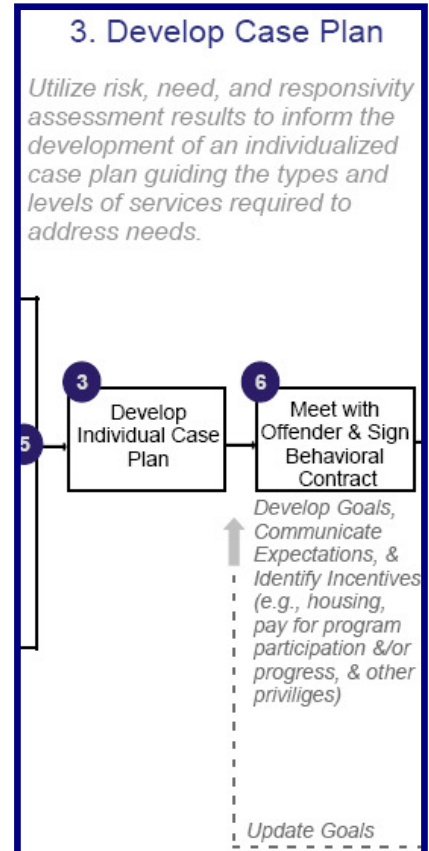 3. Develop Case Plan
Utilize risk, need, and responsivity
assessment results to inform the
development of an individualized
case plan guiding the types and
levels of services required to
address needs.
3
6
5
Develop
Individual Case
Plan
Meet with
Offender & Sign
Behavioral
Contract
Develop Goals,
Communicate
Expectations, &
Identify Incentives
(e.g., housing,
pay for program
participation &/or
progress, & other
priviliges)
Update Goals